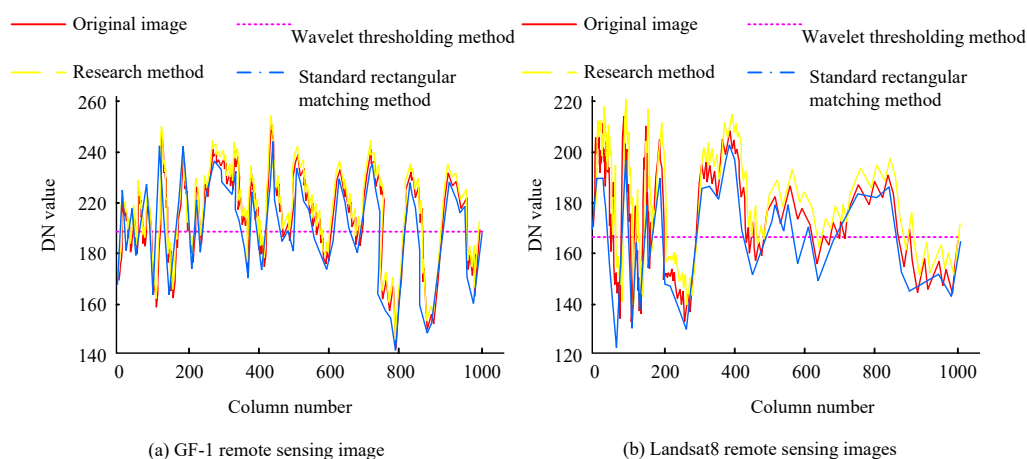 Original image
Wavelet thresholding method
Research method
Standard rectangular
matching method
260
240
220
200
180
160
140
DN value
0 200 400 600 800 1000
Column number
(a) GF-1 remote sensing image
Original image
Wavelet thresholding method
Research method
Standard rectangular
matching method
220
200
180
160
140
120
DN value
0 200 400 600 800 1000
Column number
(b) Landsat8 remote sensing images